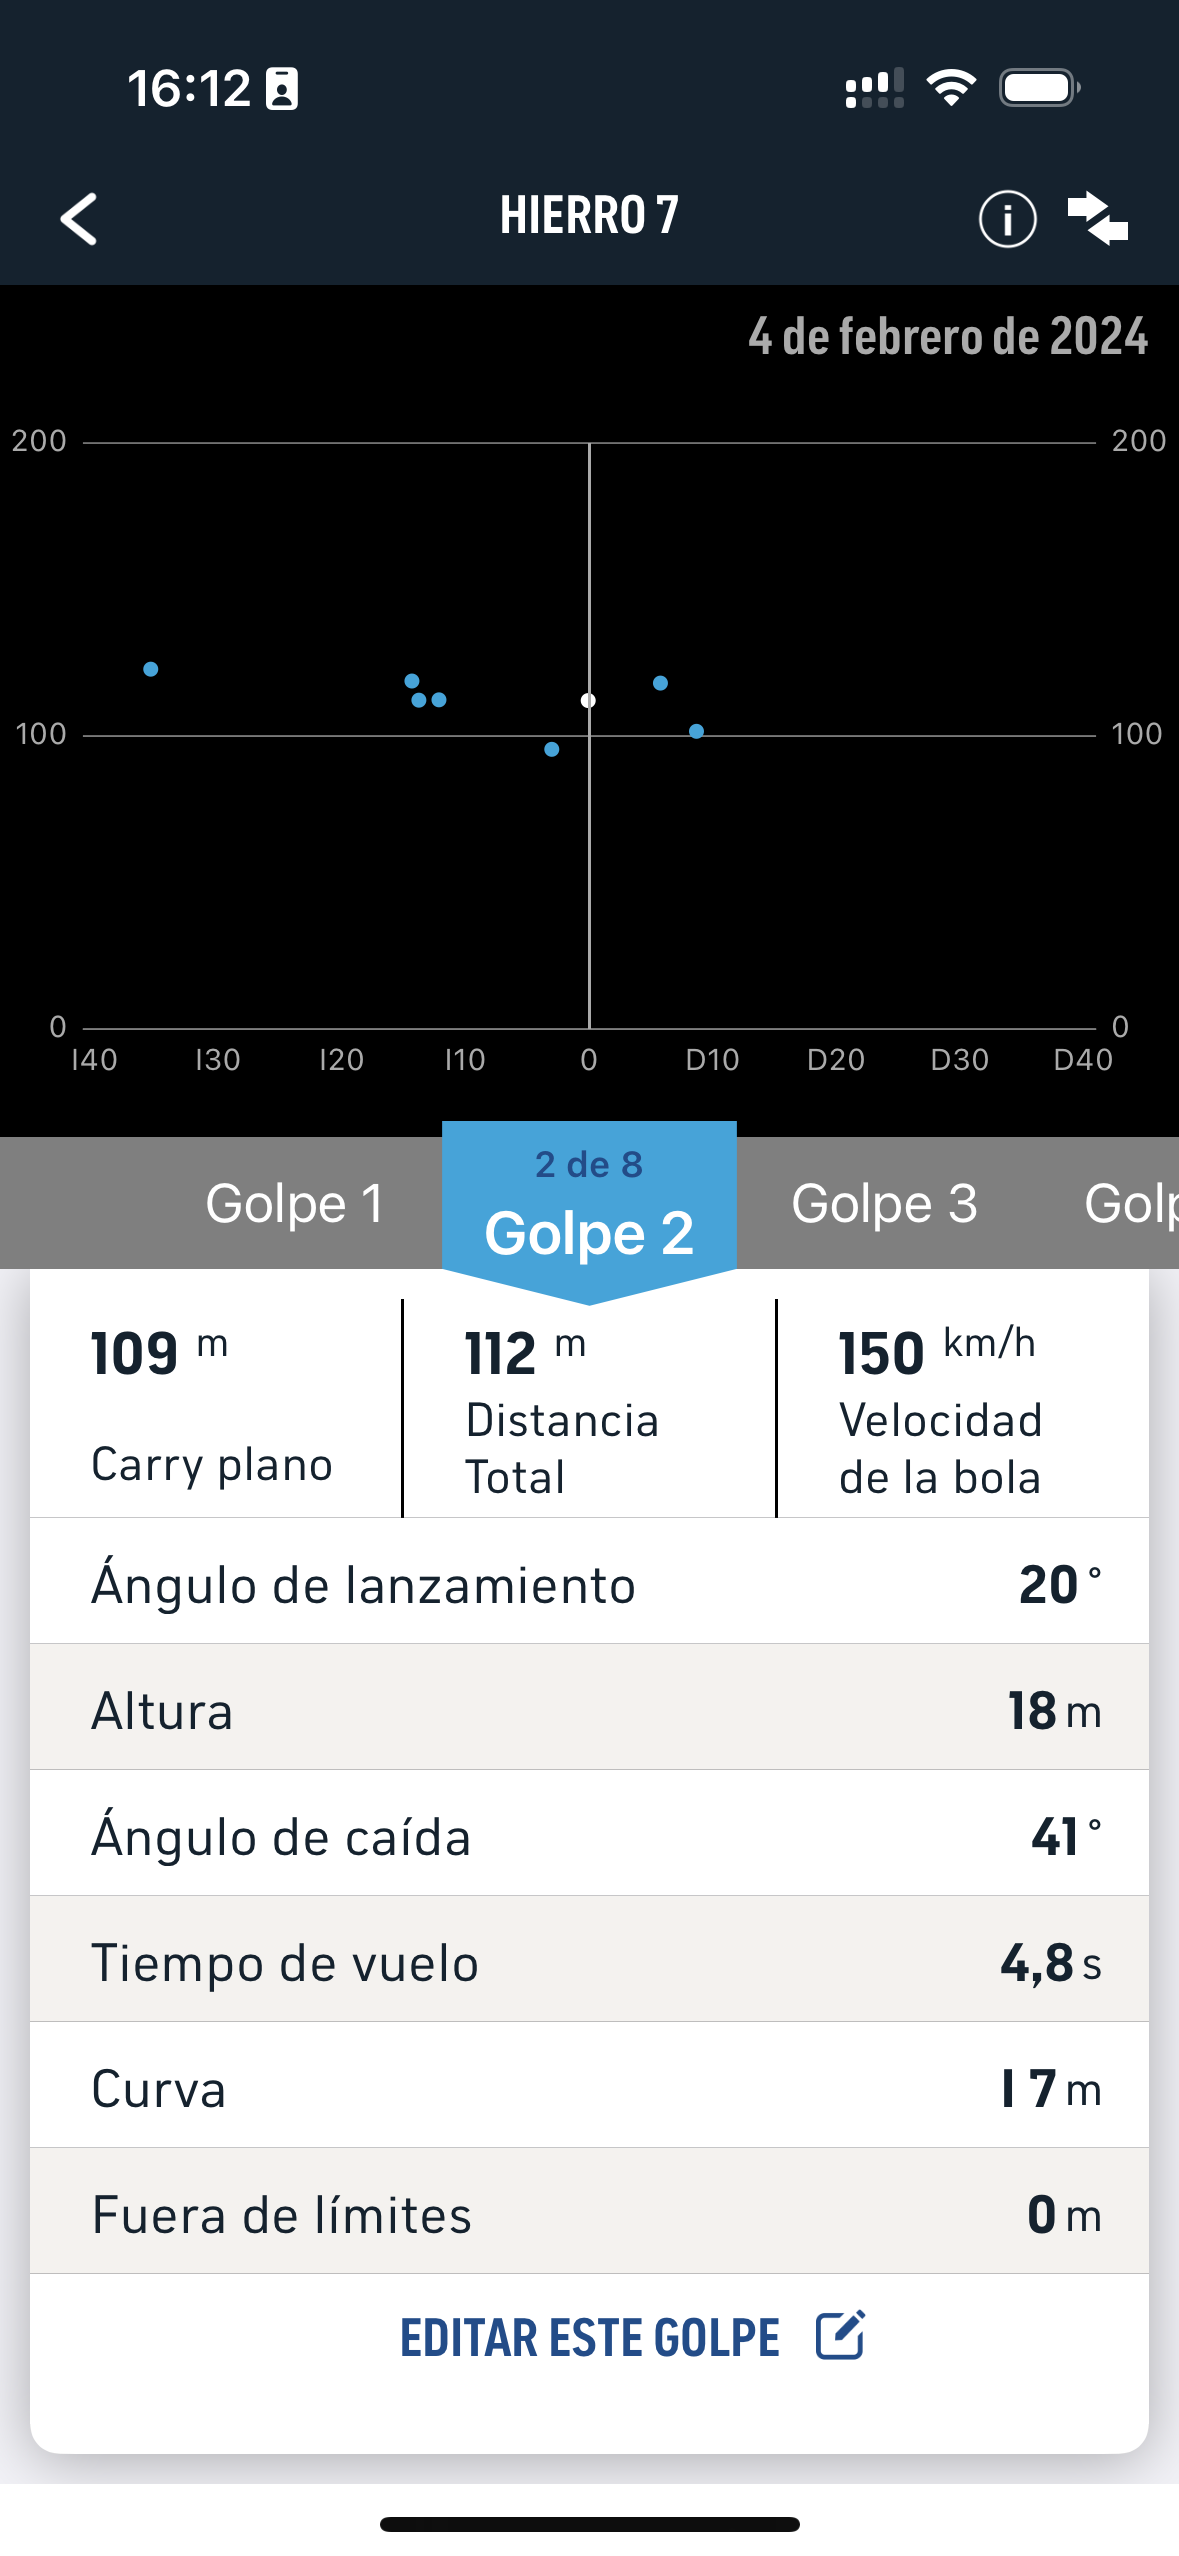 16:12
HIERRO 7
4 de febrero de 2024
200 200
100 100
0 0
I40 I30 I20 I10 0 D10 D20 D30 D40
2 de 8
Golpe 1 Golpe 2 Golpe 3 Golp
109 m 112 m 150 km/h
Carry plano
Distancia
Total
Velocidad
de la bola
Ángulo de lanzamiento 20°
Altura 18 m
Ángulo de caída 41°
Tiempo de vuelo 4,8 s
Curva I 7 m
Fuera de límites 0 m
EDITAR ESTE GOLPE